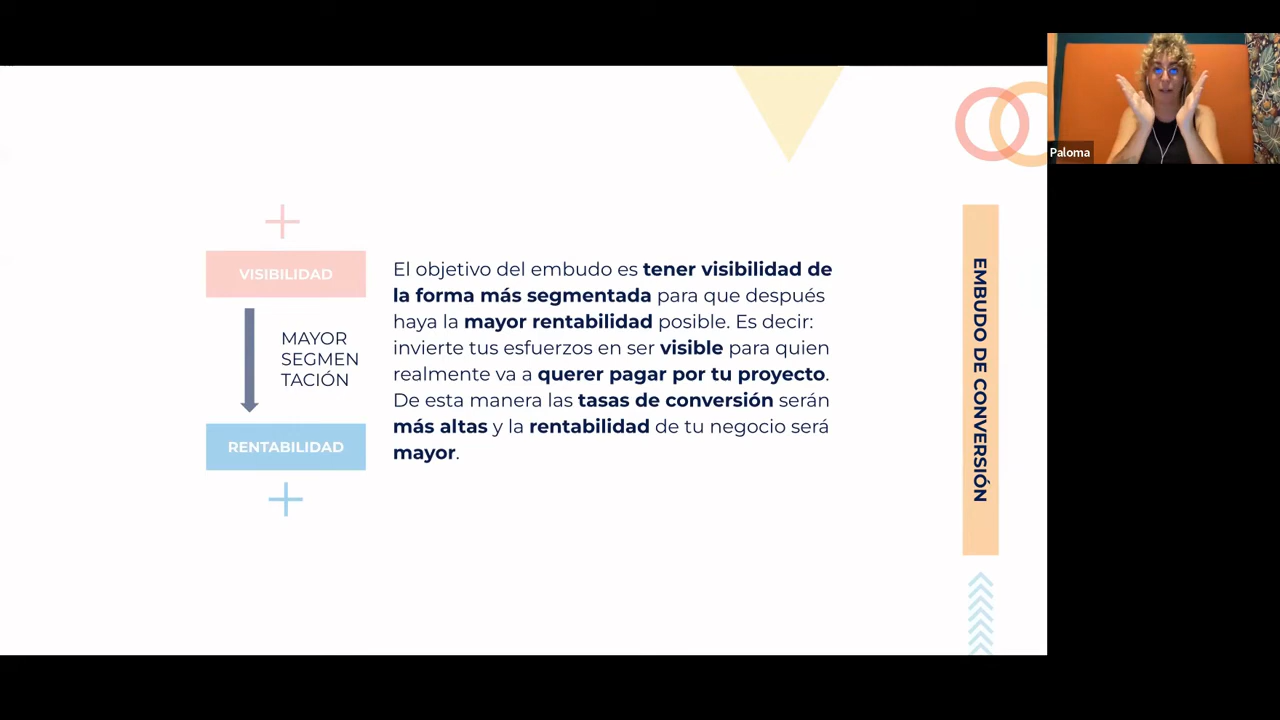 VISIBILIDAD
MAYOR
SEGMEN
TACIÓN
RENTABILIDAD
El objetivo del embudo es tener visibilidad de
la forma más segmentada para que después
haya la mayor rentabilidad posible. Es decir:
invierte tus esfuerzos en ser visible para quien
realmente va a querer pagar por tu proyecto.
De esta manera las tasas de conversión serán
más altas y la rentabilidad de tu negocio será
mayor.
EMBUDO DE CONVERSIÓN
Paloma